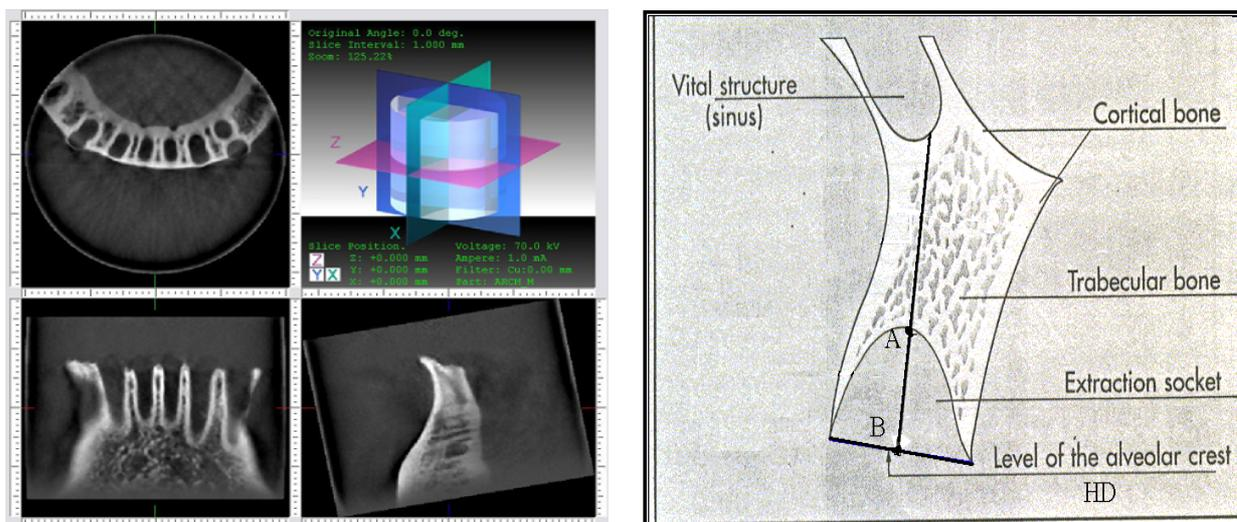 Original Angle: 0.0 deg.
Slice Interval: 1.000 mm
Zoom: 125.22%
Z
Y
X
Slice Position.
Z: +0.000 mm
Y: +0.000 mm
X: +0.000 mm
Voltage: 70.0 kV
Ampere: 1.0 mA
Filter: Cu:0.00 mm
Part: ARCH_M
Z
Y X
Vital structure
(sinus)
Cortical bone
Trabecular bone
A
Extraction socket
B
Level of the alveolar crest
HD